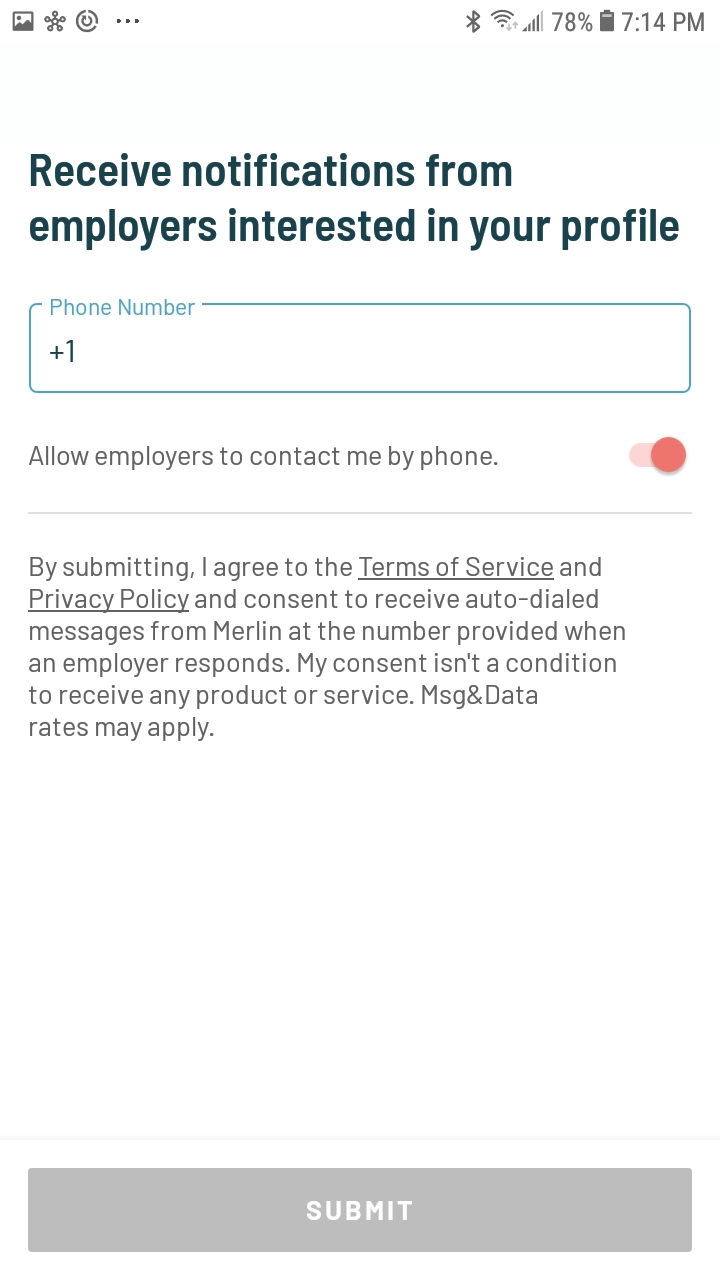 78% 7:14 PM
Receive notifications from
employers interested in your profile
Phone Number
+1
Allow employers to contact me by phone.
By submitting, I agree to the Terms of Service and
Privacy Policy and consent to receive auto-dialed
messages from Merlin at the number provided when
an employer responds. My consent isn't a condition
to receive any product or service. Msg&Data
rates may apply.
SUBMIT